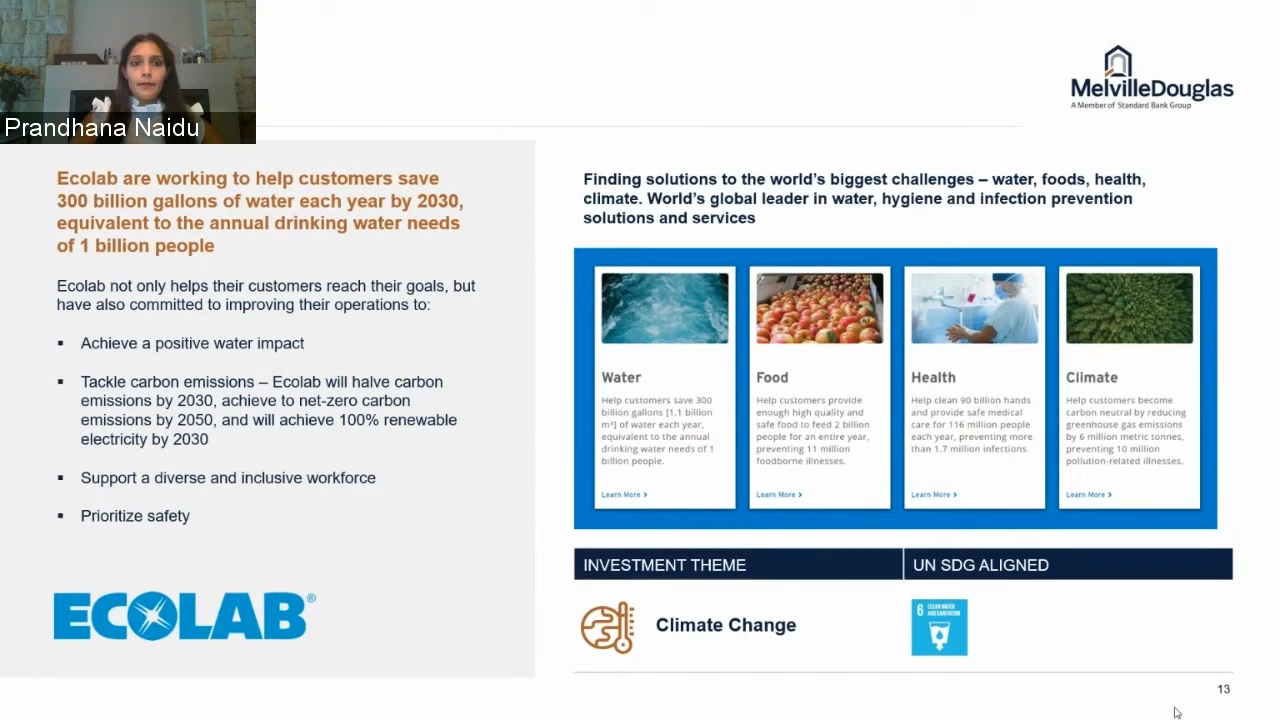 Prandhana Naidu
MelvilleDouglas
A Member of Standard Bank Group
Ecolab are working to help customers save
300 billion gallons of water each year by 2030,
equivalent to the annual drinking water needs
of 1 billion people
Ecolab not only helps their customers reach their goals, but
have also committed to improving their operations to:
▪ Achieve a positive water impact
▪ Tackle carbon emissions – Ecolab will halve carbon
emissions by 2030, achieve to net-zero carbon
emissions by 2050, and will achieve 100% renewable
electricity by 2030
▪ Support a diverse and inclusive workforce
▪ Prioritize safety
ECOLAB®
Finding solutions to the world's biggest challenges – water, foods, health,
climate. World's global leader in water, hygiene and infection prevention
solutions and services
Water
Help customers save 300
billion gallons [1.1 billion
m³] of water each year,
equivalent to the annual
drinking water needs of 1
billion people.
Learn More >
Food
Help customers provide
enough high quality and
safe food to feed 2 billion
people for an entire year,
preventing 11 million
foodborne illnesses.
Learn More >
Health
Help clean 90 billion hands
and provide safe medical
care for 116 million people
each year, preventing more
than 1.7 million infections.
Learn More >
Climate
Help customers become
carbon neutral by reducing
greenhouse gas emissions
by 6 million metric tonnes,
preventing 10 million
pollution-related illnesses.
Learn More >
INVESTMENT THEME
UN SDG ALIGNED
Climate Change
6 CLEAN WATER
AND SANITATION
13